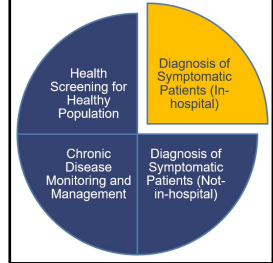 Health
Screening for
Healthy
Population
Diagnosis of
Symptomatic
Patients (In-
hospital)
Chronic
Disease
Monitoring and
Management
Diagnosis of
Symptomatic
Patients (Not-
in-hospital)